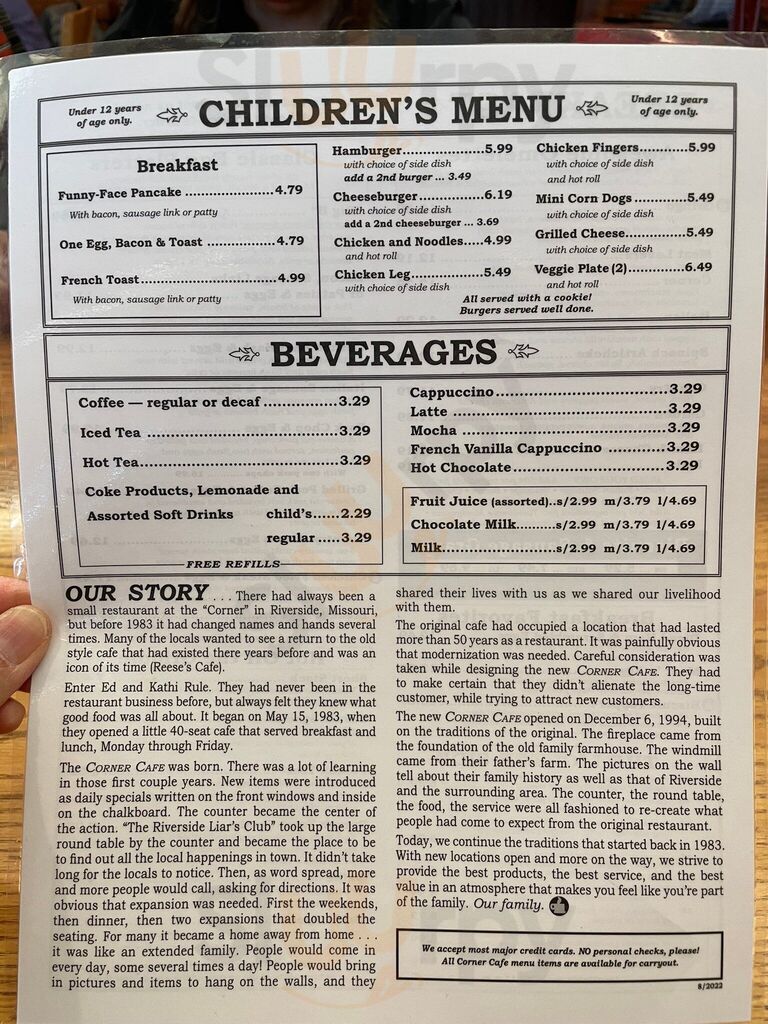 Under 12 years
of age only.
CHILDREN'S MENU
Under 12 years
of age only.
Breakfast
Funny-Face Pancake ......................4.79
With bacon, sausage link or patty
One Egg, Bacon & Toast ..................4.79
French Toast.................................4.99
With bacon, sausage link or patty
Hamburger.......................5.99
with choice of side dish
add a 2nd burger ... 3.49
Cheeseburger...................6.19
with choice of side dish
add a 2nd cheeseburger ... 3.69
Chicken and Noodles.....4.99
and hot roll
Chicken Leg.....................5.49
with choice of side dish
Chicken Fingers..............5.99
with choice of side dish
and hot roll
Mini Corn Dogs..............5.49
with choice of side dish
Grilled Cheese................5.49
with choice of side dish
Veggie Plate (2)..............6.49
and hot roll
All served with a cookie!
Burgers served well done.
BEVERAGES
Coffee — regular or decaf ...............3.29
Iced Tea .......................................3.29
Hot Tea.........................................3.29
Coke Products, Lemonade and
Assorted Soft Drinks child's......2.29
regular .....3.29
FREE REFILLS
Cappuccino...................................3.29
Latte ............................................3.29
Mocha ..........................................3.29
French Vanilla Cappuccino ............3.29
Hot Chocolate...............................3.29
Fruit Juice (assorted)..s/2.99 m/3.79 l/4.69
Chocolate Milk.........s/2.99 m/3.79 l/4.69
Milk..........................s/2.99 m/3.79 l/4.69
OUR STORY . . . There had always been a
small restaurant at the "Corner" in Riverside, Missouri,
but before 1983 it had changed names and hands several
times. Many of the locals wanted to see a return to the old
style cafe that had existed there years before and was an
icon of its time (Reese's Cafe).
Enter Ed and Kathi Rule. They had never been in the
restaurant business before, but always felt they knew what
good food was all about. It began on May 15, 1983, when
they opened a little 40-seat cafe that served breakfast and
lunch, Monday through Friday.
The CORNER CAFE was born. There was a lot of learning
in those first couple years. New items were introduced
as daily specials written on the front windows and inside
on the chalkboard. The counter became the center of
the action. "The Riverside Liar's Club" took up the large
round table by the counter and became the place to be
to find out all the local happenings in town. It didn't take
long for the locals to notice. Then, as word spread, more
and more people would call, asking for directions. It was
obvious that expansion was needed. First the weekends,
then dinner, then two expansions that doubled the
seating. For many it became a home away from home . . .
it was like an extended family. People would come in
every day, some several times a day! People would bring
in pictures and items to hang on the walls, and they
shared their lives with us as we shared our livelihood
with them.
The original cafe had occupied a location that had lasted
more than 50 years as a restaurant. It was painfully obvious
that modernization was needed. Careful consideration was
taken while designing the new CORNER CAFE. They had
to make certain that they didn't alienate the long-time
customer, while trying to attract new customers.
The new CORNER CAFE opened on December 6, 1994, built
on the traditions of the original. The fireplace came from
the foundation of the old family farmhouse. The windmill
came from their father's farm. The pictures on the wall
tell about their family history as well as that of Riverside
and the surrounding area. The counter, the round table,
the food, the service were all fashioned to re-create what
people had come to expect from the original restaurant.
Today, we continue the traditions that started back in 1983.
With new locations open and more on the way, we strive to
provide the best products, the best service, and the best
value in an atmosphere that makes you feel like you're part
of the family. Our family.
We accept most major credit cards. NO personal checks, please!
All Corner Cafe menu items are available for carryout.
8/2022